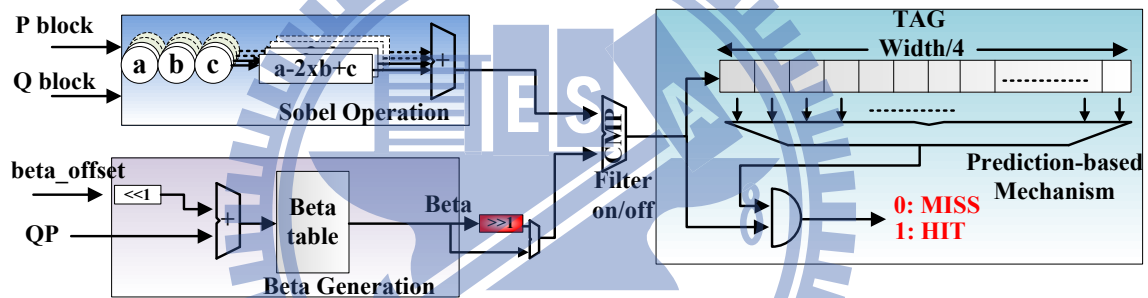 P block
Q block
a b c
a-2xb+c
+
Sobel Operation
beta_offset
<<1
QP
+
Beta
table
Beta Generation
Beta
>>1
CMP
Filter
on/off
TAG
Width/4
Prediction-based
Mechanism
0: MISS
1: HIT
E S A